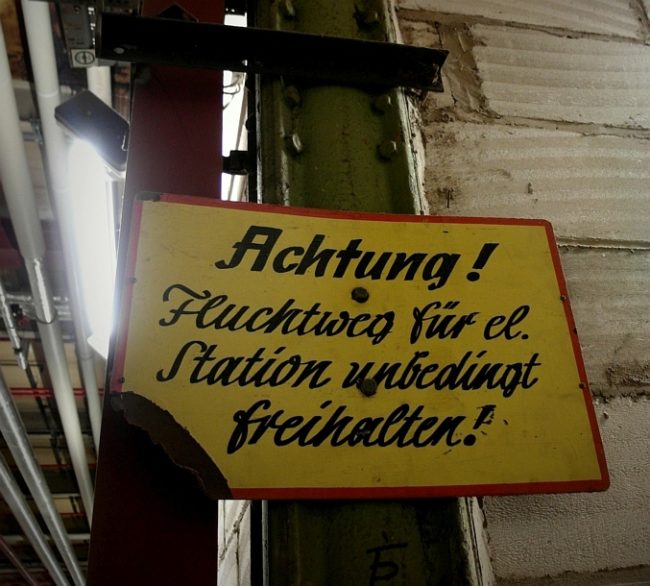 Achtung!
Fluchtweg für el.
Station unbedingt
freihalten!